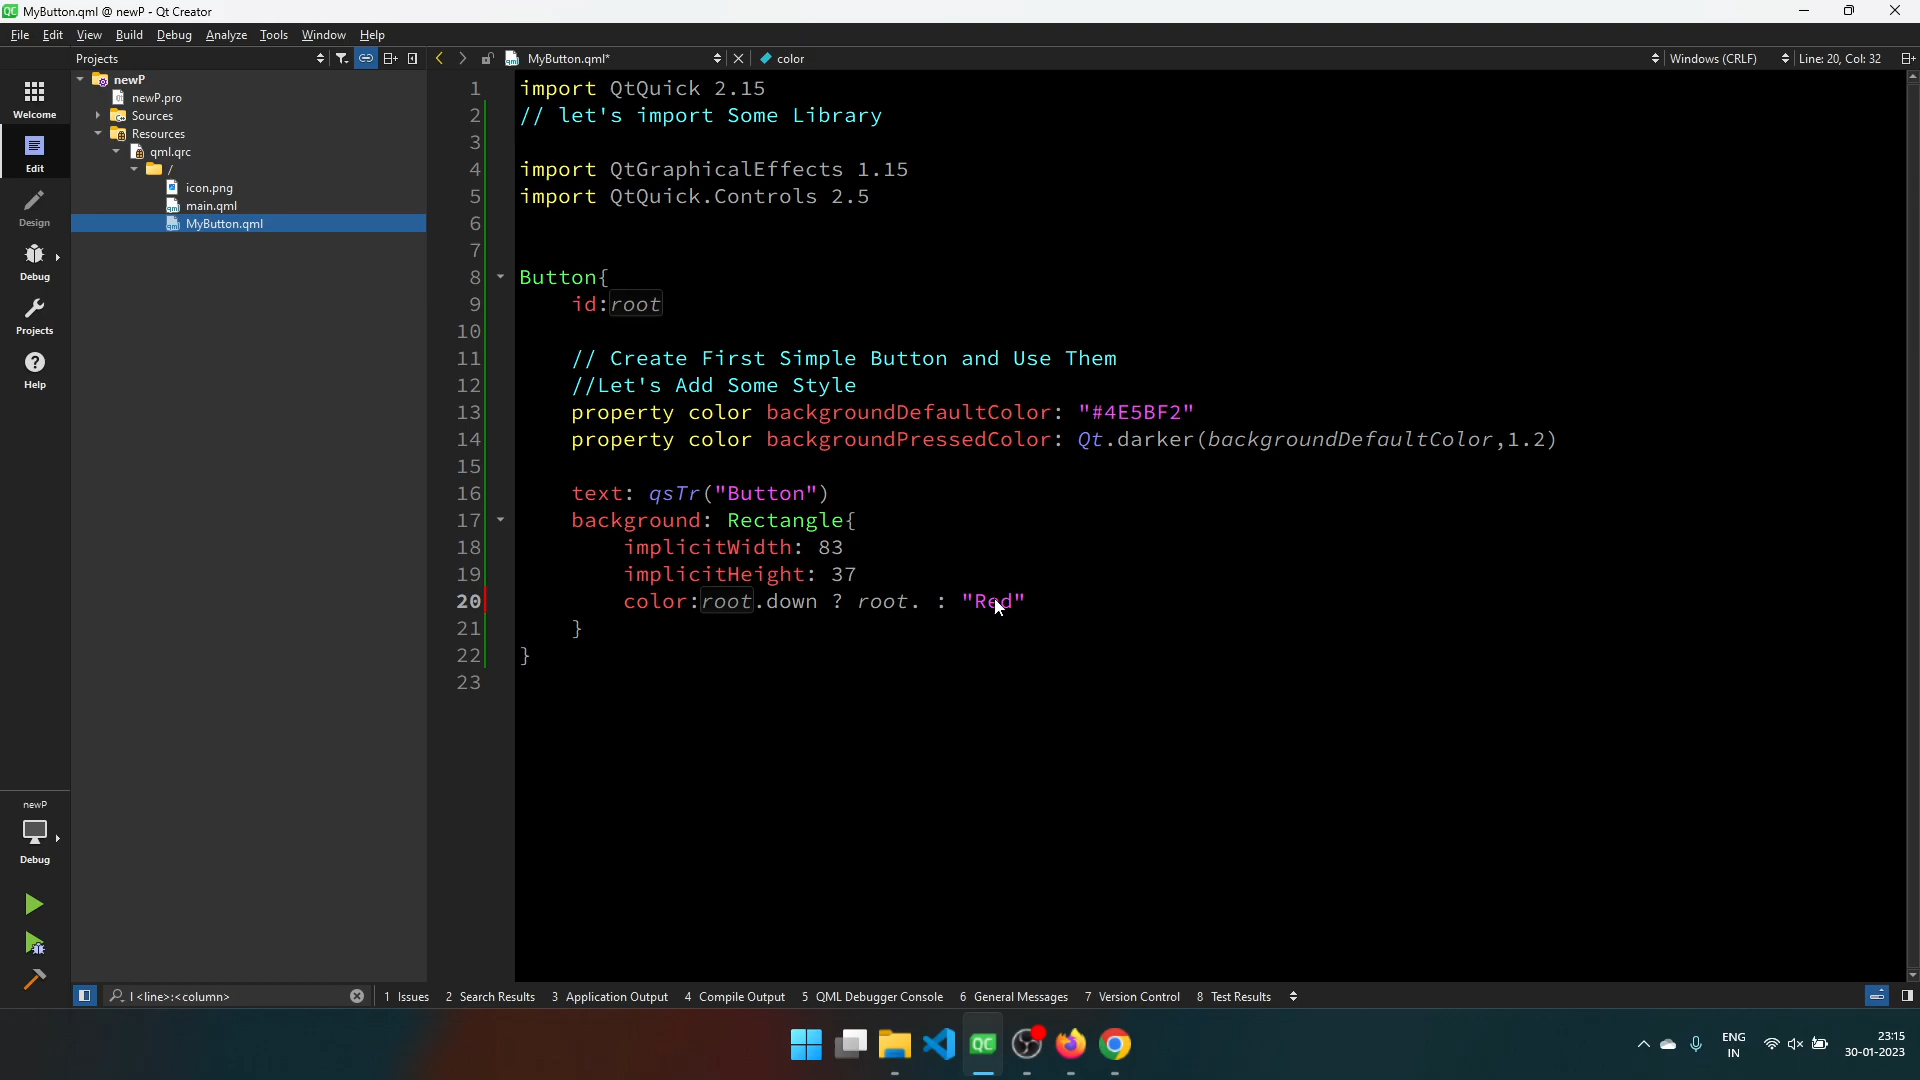 MyButton.qml @ newP - Qt Creator
File Edit View Build Debug Analyze Tools Window Help
Projects
MyButton.qml*
color
Windows (CRLF)
Line: 20, Col: 32
Welcome
Edit
Design
Debug
Projects
Help
newP
newP.pro
Sources
Resources
qml.qrc
/
icon.png
main.qml
MyButton.qml
1 import QtQuick 2.15
2 // let's import Some Library
3
4 import QtGraphicalEffects 1.15
5 import QtQuick.Controls 2.5
6
7
8 Button{
9 id:root
10
11 // Create First Simple Button and Use Them
12 //Let's Add Some Style
13 property color backgroundDefaultColor: "#4E5BF2"
14 property color backgroundPressedColor: Qt.darker(backgroundDefaultColor,1.2)
15
16 text: qsTr("Button")
17 background: Rectangle{
18 implicitWidth: 83
19 implicitHeight: 37
20 color:root.down ? root. : "Red"
21 }
22 }
23
newP
Debug
l <line>:<column>
1 Issues 2 Search Results 3 Application Output 4 Compile Output 5 QML Debugger Console 6 General Messages 7 Version Control 8 Test Results
QC
ENG
IN
23:15
30-01-2023